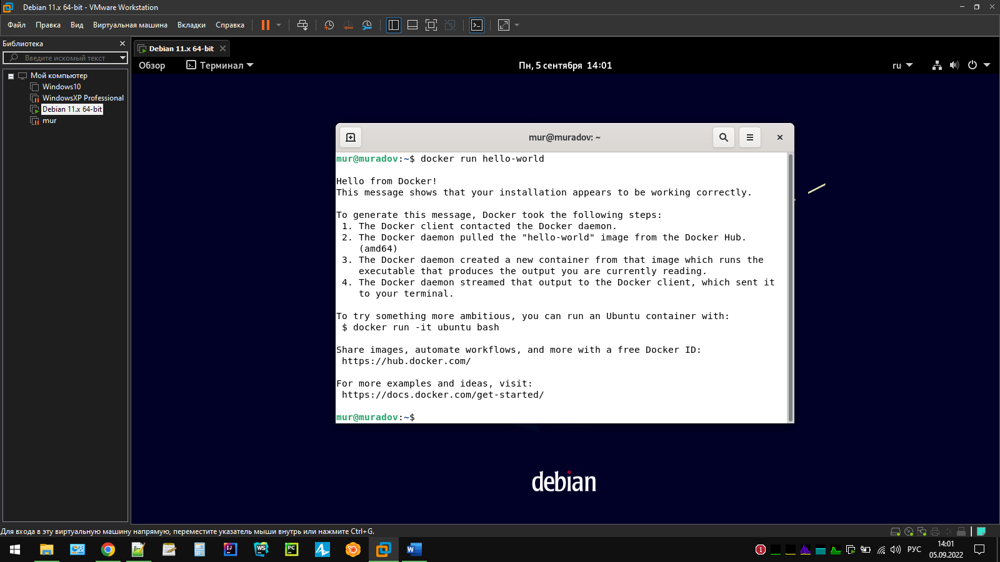 Debian 11.x 64-bit - VMware Workstation
Файл Правка Вид Виртуальная машина Вкладки Справка
Библиотека
Введите искомый текст
Мой компьютер
Windows10
WindowsXP Professional
Debian 11.x 64-bit
mur
Debian 11.x 64-bit
Обзор Терминал Пн, 5 сентября 14:01 ru
mur@muradov: ~
mur@muradov:~$ docker run hello-world
Hello from Docker!
This message shows that your installation appears to be working correctly.
To generate this message, Docker took the following steps:
1. The Docker client contacted the Docker daemon.
2. The Docker daemon pulled the "hello-world" image from the Docker Hub.
(amd64)
3. The Docker daemon created a new container from that image which runs the
executable that produces the output you are currently reading.
4. The Docker daemon streamed that output to the Docker client, which sent it
to your terminal.
To try something more ambitious, you can run an Ubuntu container with:
$ docker run -it ubuntu bash
Share images, automate workflows, and more with a free Docker ID:
https://hub.docker.com/
For more examples and ideas, visit:
https://docs.docker.com/get-started/
mur@muradov:~$
debian
Для входа в эту виртуальную машину напрямую, переместите указатель мыши внутрь или нажмите Ctrl+G.
IJ WS PC W 1 РУС 14:01
05.09.2022